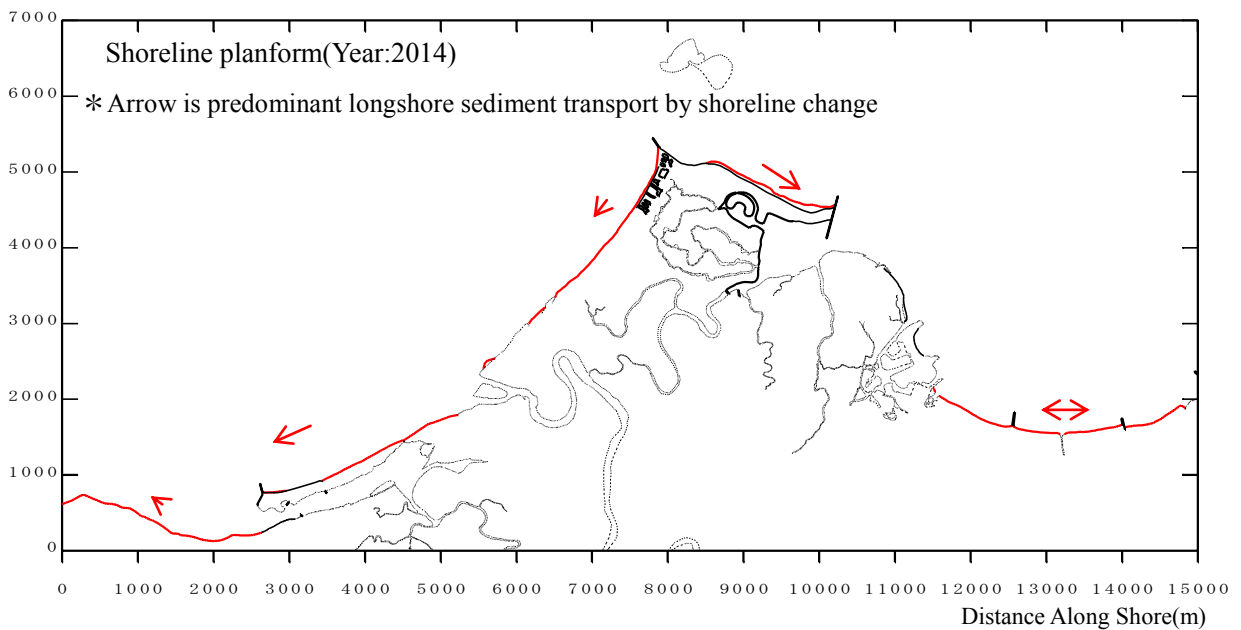 7000
Shoreline planform(Year:2014)
6000
* Arrow is predominant longshore sediment transport by shoreline change
5000
4000
3000
2000
1000
0
0 1000 2000 3000 4000 5000 6000 7000 8000 9000 10000 11000 12000 13000 14000 15000
Distance Along Shore(m)